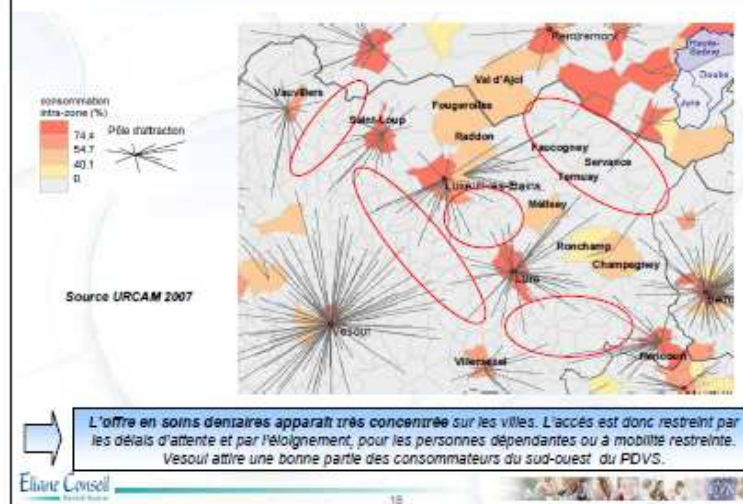 consommation
intra-zone (%)
74.4
54.7
40.1
0
Pôle d'attraction
Source URCAM 2007
Remiremont
Haute-
Saône
Doubs
Jura
Val d'Ajol
Vauvillers
Fougerolles
Saint-Loup
Raddon
Faucogney
Servance
Ternuay
Luxeuil-les-Bains
Mélisey
Ronchamp
Champagney
Lure
Vesoul
Villersexel
Héricourt
L'offre en soins dentaires apparaît très concentrée sur les villes. L'accès est donc restreint par
les délais d'attente et par l'éloignement, pour les personnes dépendantes ou à mobilité restreinte.
Vesoul attire une bonne partie des consommateurs du sud-ouest du PDVS.
Eliane Conseil